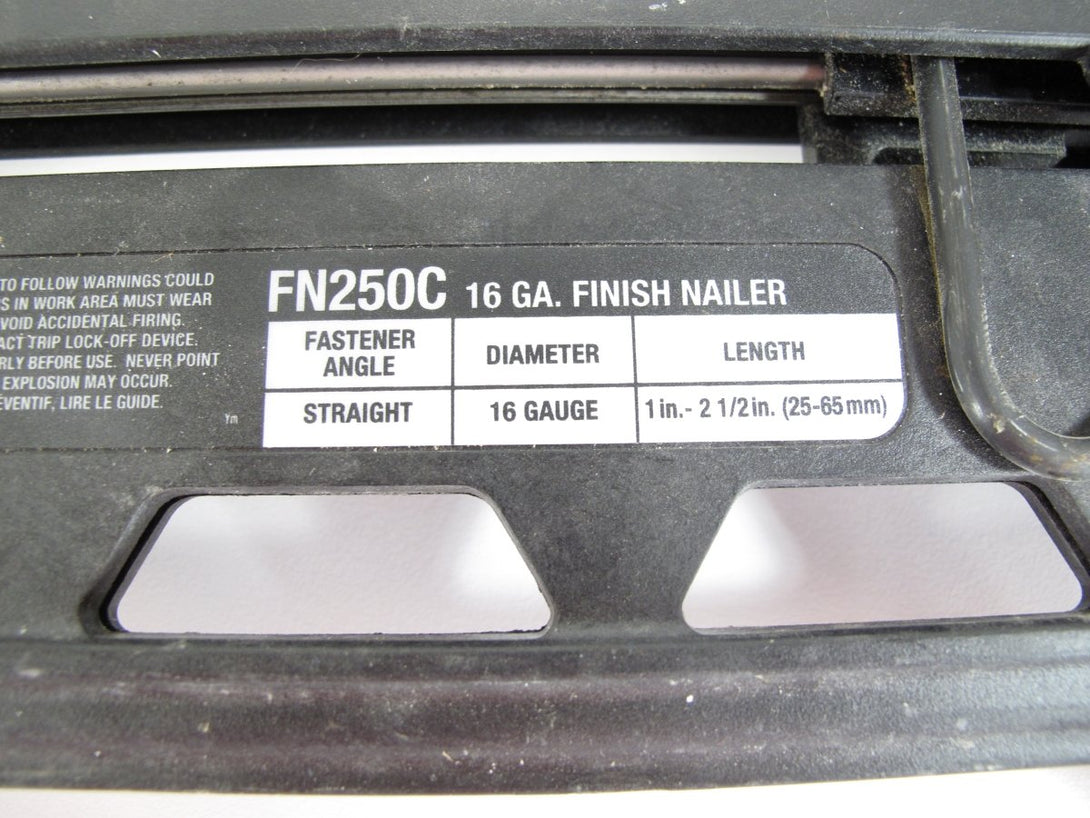 TO FOLLOW WARNINGS COULD
S IN WORK AREA MUST WEAR
VOID ACCIDENTAL FIRING.
ACT TRIP LOCK-OFF DEVICE.
RLY BEFORE USE. NEVER POINT
EXPLOSION MAY OCCUR.
ÉVENTIF, LIRE LE GUIDE.
Ym
FN250C 16 GA. FINISH NAILER
FASTENER ANGLE DIAMETER LENGTH
STRAIGHT 16 GAUGE 1 in.- 2 1/2 in. (25-65 mm)